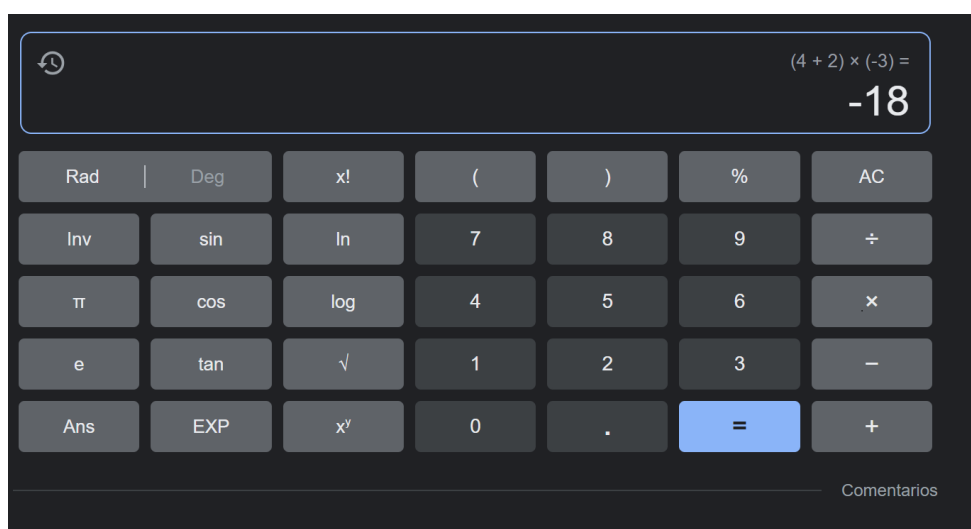 (4 + 2) × (-3) =
-18
Rad | Deg x! ( ) % AC
Inv sin ln 7 8 9 ÷
π cos log 4 5 6 ×
e tan √ 1 2 3 −
Ans EXP xʸ 0 . = +
Comentarios